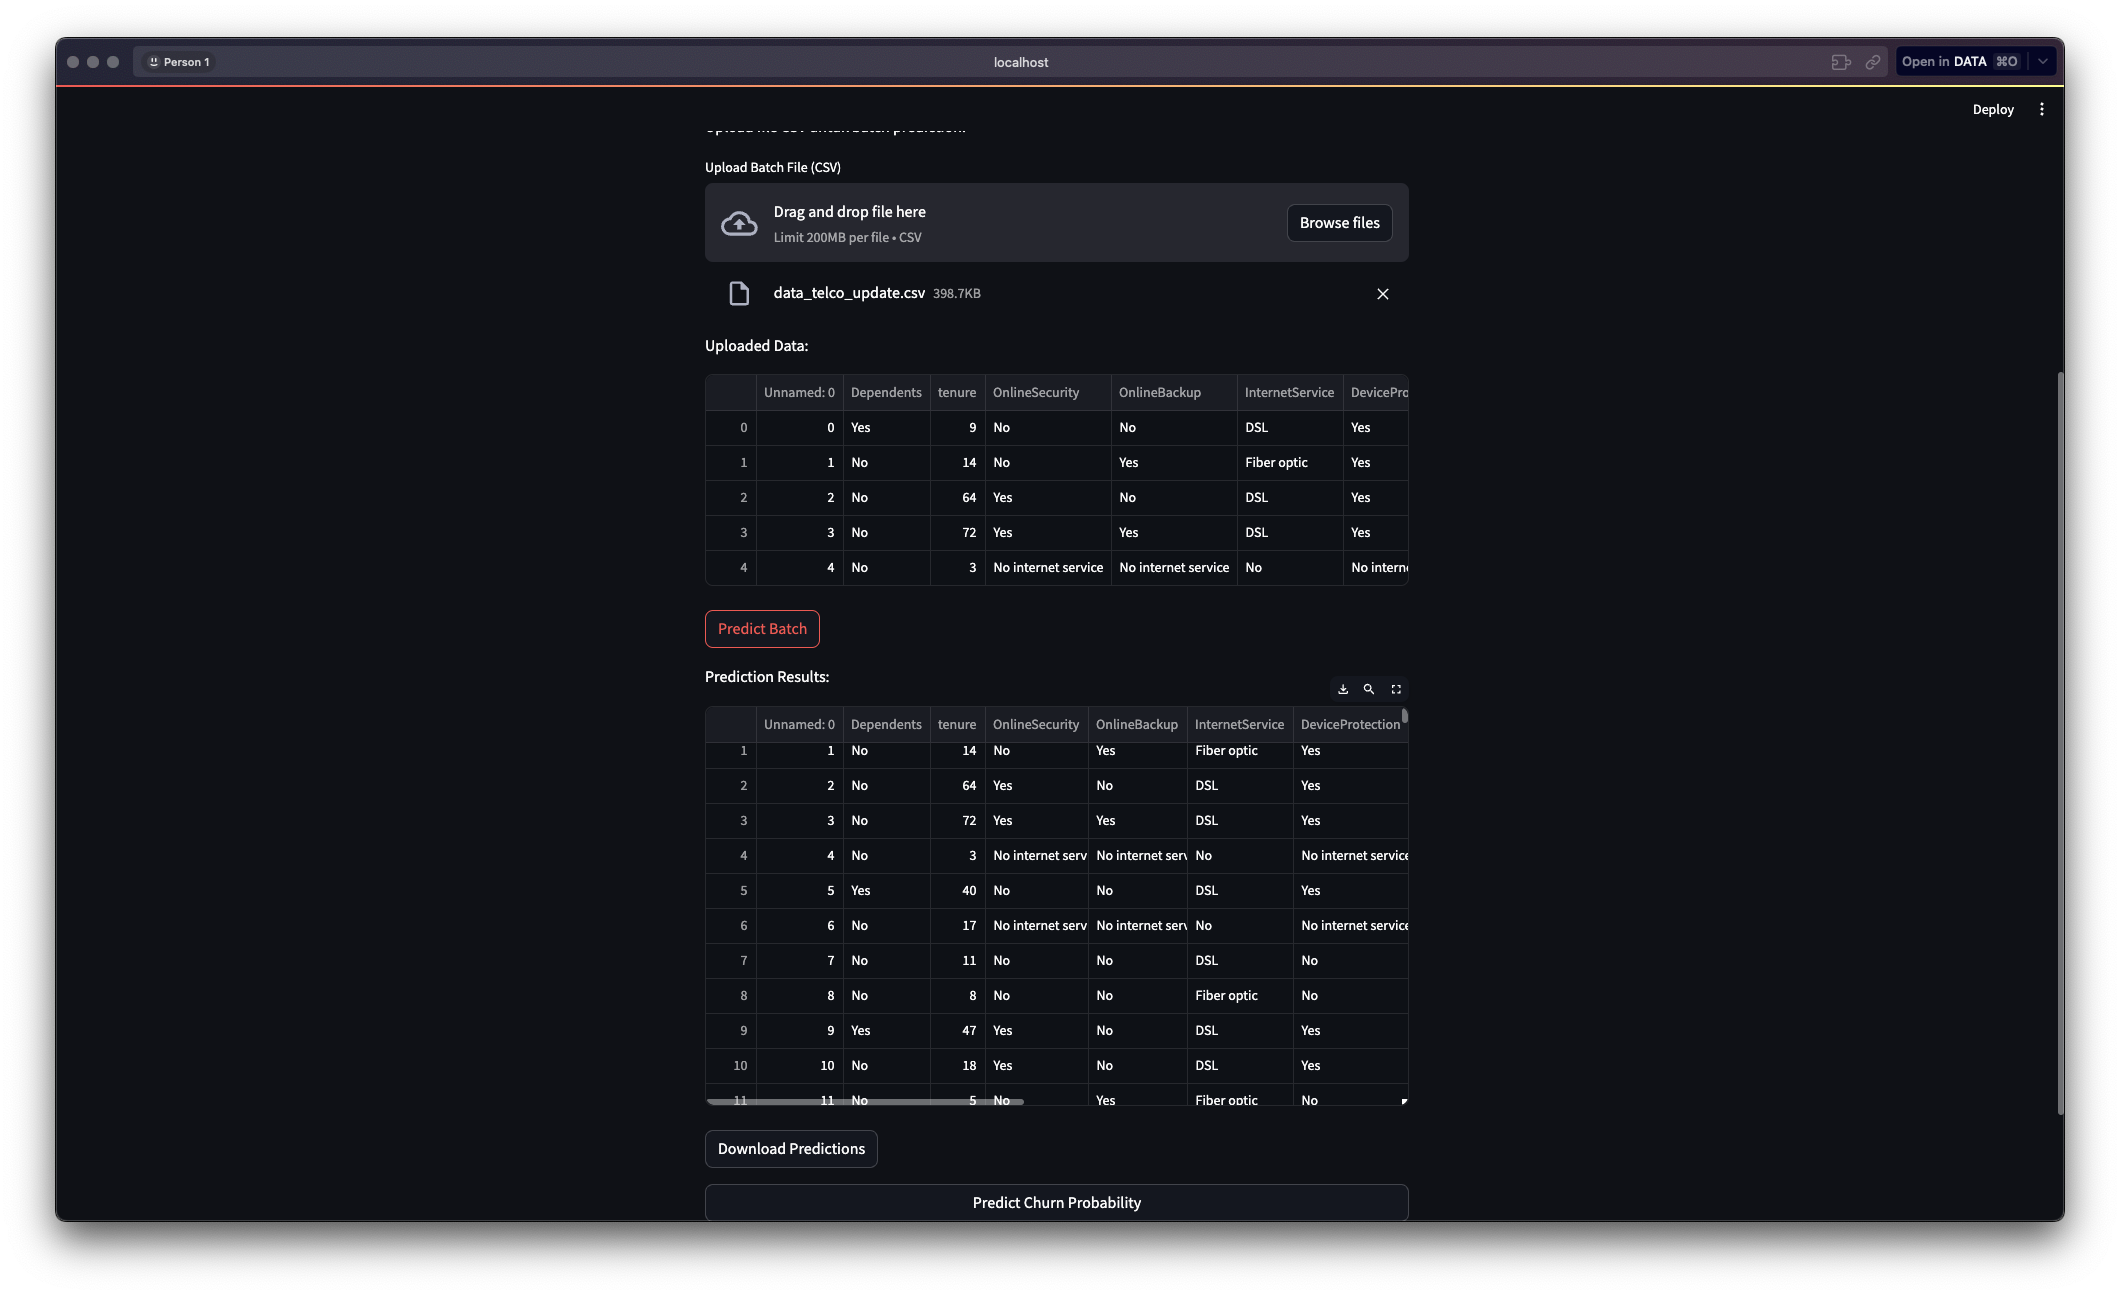 Person 1
localhost
Open in DATA ⌘O
Deploy
Upload file CSV untuk batch prediction.
Upload Batch File (CSV)
Drag and drop file here
Limit 200MB per file • CSV
Browse files
data_telco_update.csv 398.7KB
Uploaded Data:
Unnamed: 0 Dependents tenure OnlineSecurity OnlineBackup InternetService DevicePro
0 0 Yes 9 No No DSL Yes
1 1 No 14 No Yes Fiber optic Yes
2 2 No 64 Yes No DSL Yes
3 3 No 72 Yes Yes DSL Yes
4 4 No 3 No internet service No internet service No No intern
Predict Batch
Prediction Results:
Unnamed: 0 Dependents tenure OnlineSecurity OnlineBackup InternetService DeviceProtection
1 1 No 14 No Yes Fiber optic Yes
2 2 No 64 Yes No DSL Yes
3 3 No 72 Yes Yes DSL Yes
4 4 No 3 No internet serv No internet serv No No internet service
5 5 Yes 40 No No DSL Yes
6 6 No 17 No internet serv No internet serv No No internet service
7 7 No 11 No No DSL No
8 8 No 8 No No Fiber optic No
9 9 Yes 47 Yes No DSL Yes
10 10 No 18 Yes No DSL Yes
11 11 No 5 No Yes Fiber optic No
Download Predictions
Predict Churn Probability